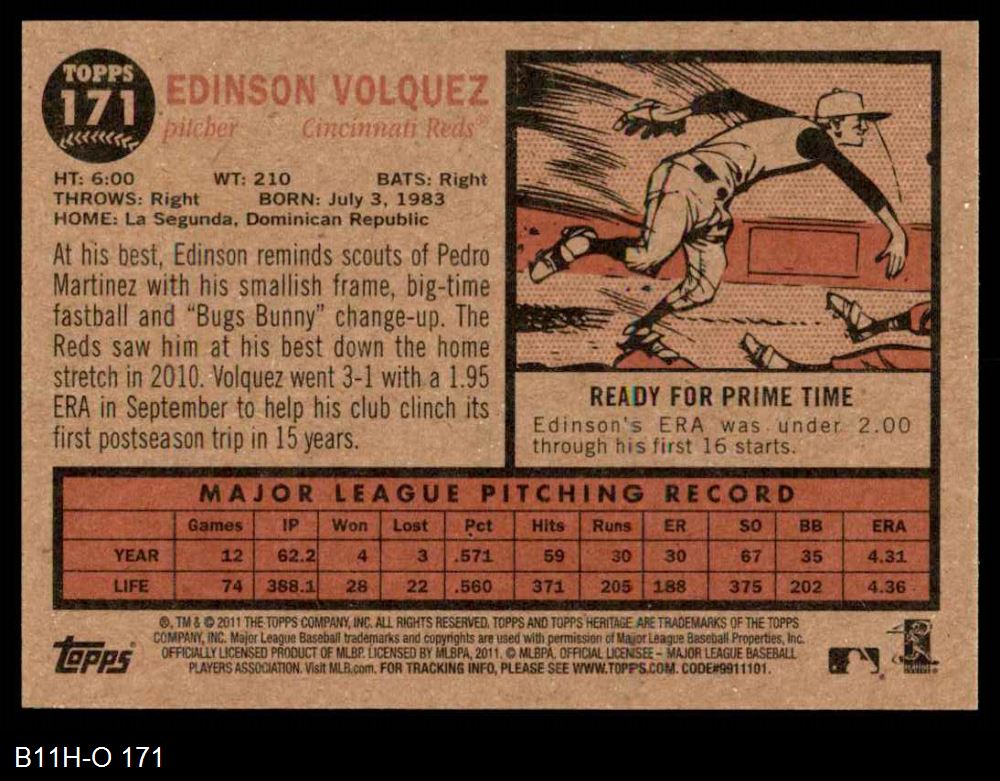 TOPPS
171
EDINSON VOLQUEZ
pitcher Cincinnati Reds®
HT: 6:00 WT: 210 BATS: Right
THROWS: Right BORN: July 3, 1983
HOME: La Segunda, Dominican Republic
At his best, Edinson reminds scouts of Pedro
Martinez with his smallish frame, big-time
fastball and "Bugs Bunny" change-up. The
Reds saw him at his best down the home
stretch in 2010. Volquez went 3-1 with a 1.95
ERA in September to help his club clinch its
first postseason trip in 15 years.
READY FOR PRIME TIME
Edinson's ERA was under 2.00
through his first 16 starts.
MAJOR LEAGUE PITCHING RECORD
Games IP Won Lost Pct Hits Runs ER SO BB ERA
YEAR 12 62.2 4 3 .571 59 30 30 67 35 4.31
LIFE 74 388.1 28 22 .560 371 205 188 375 202 4.36
®, TM & © 2011 THE TOPPS COMPANY, INC. ALL RIGHTS RESERVED. TOPPS AND TOPPS HERITAGE ARE TRADEMARKS OF THE TOPPS
COMPANY, INC. Major League Baseball trademarks and copyrights are used with permission of Major League Baseball Properties, Inc.
OFFICIALLY LICENSED PRODUCT OF MLBP. LICENSED BY MLBPA, 2011. © MLBPA. OFFICIAL LICENSEE – MAJOR LEAGUE BASEBALL
PLAYERS ASSOCIATION. Visit MLB.com. FOR TRACKING INFO, PLEASE SEE WWW.TOPPS.COM. CODE#9911101.
Topps
B11H-O 171